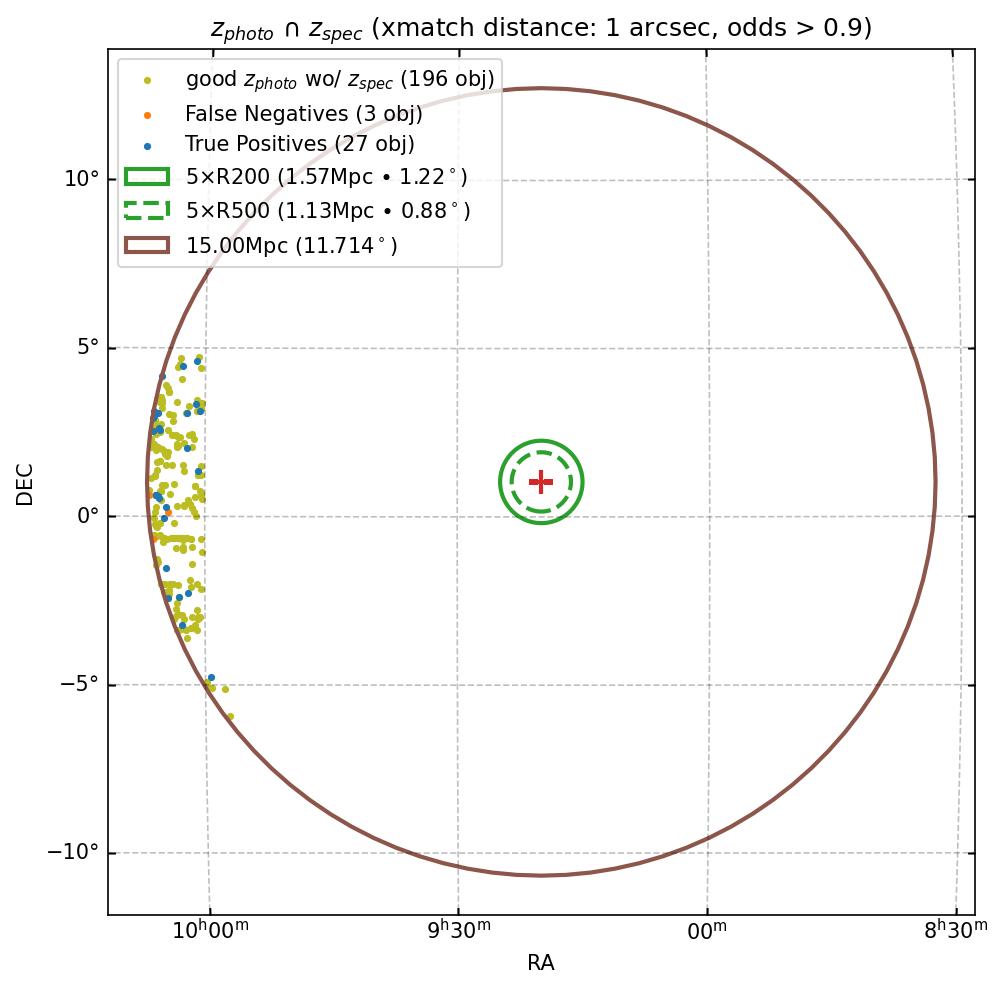 z_photo ∩ z_spec (xmatch distance: 1 arcsec, odds > 0.9)
good z_photo wo/ z_spec (196 obj)
False Negatives (3 obj)
True Positives (27 obj)
5×R200 (1.57Mpc • 1.22°)
5×R500 (1.13Mpc • 0.88°)
15.00Mpc (11.714°)
10°
5°
0°
−5°
−10°
DEC
10h00m
9h30m
00m
8h30m
RA